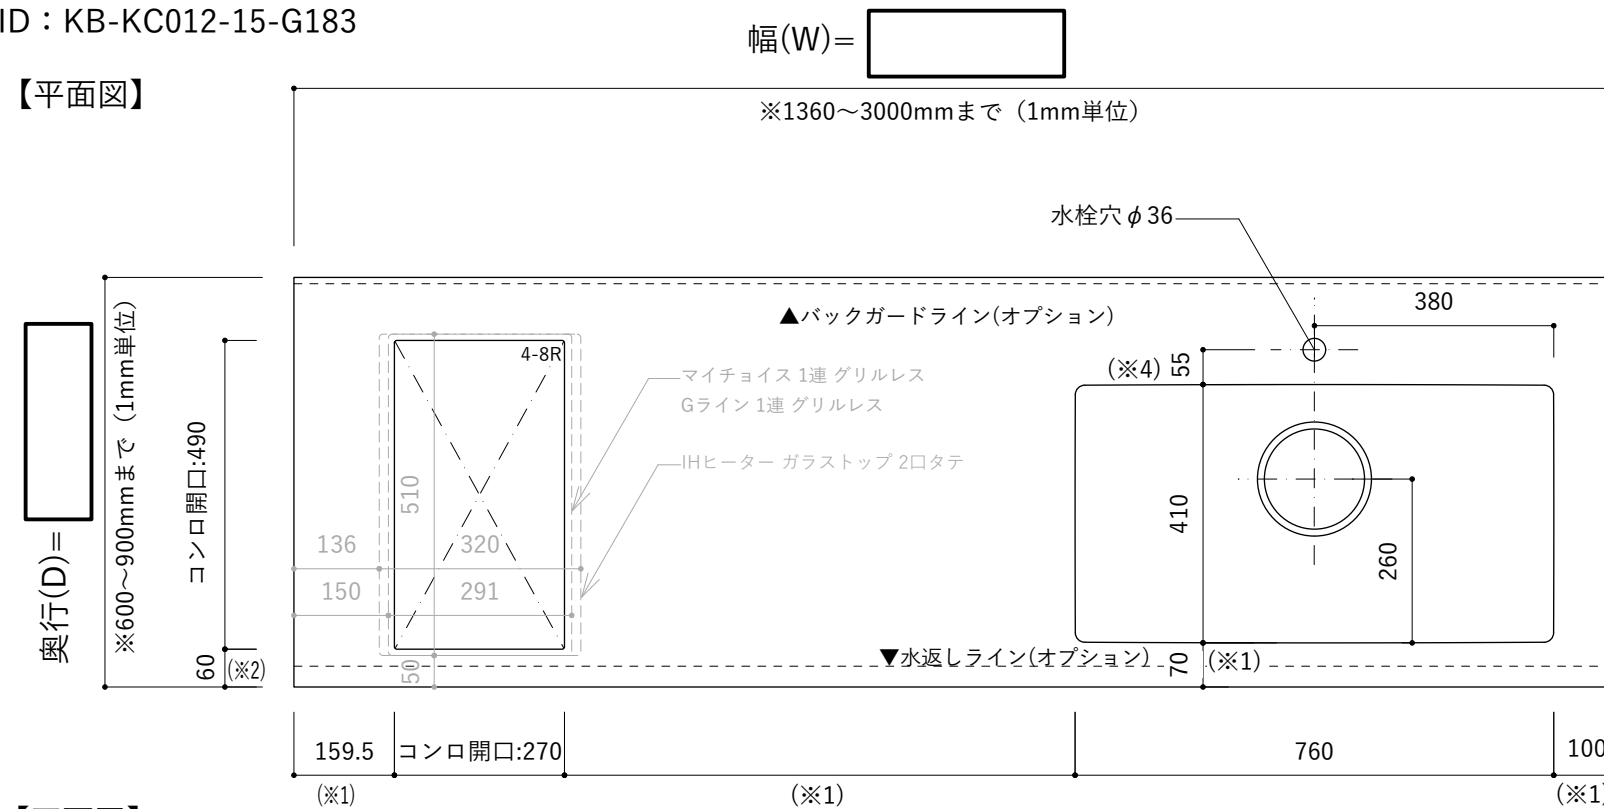 ID：KB-KC012-15-G183
幅(W)=
【平面図】
※1360～3000mmまで（1mm単位）
水栓穴φ36
380
▲バックガードライン(オプション)
4-8R
(※4)
55
マイチョイス 1連 グリルレス
Gライン 1連 グリルレス
IHヒーター ガラストップ 2口タテ
奥行(D)=
※600～900mmまで（1mm単位）
コンロ開口:490
510
410
260
136
320
150
291
60
(※2)
50
▼水返しライン(オプション)
70
(※1)
159.5
コンロ開口:270
760
100
(※1)
(※1)
(※1)